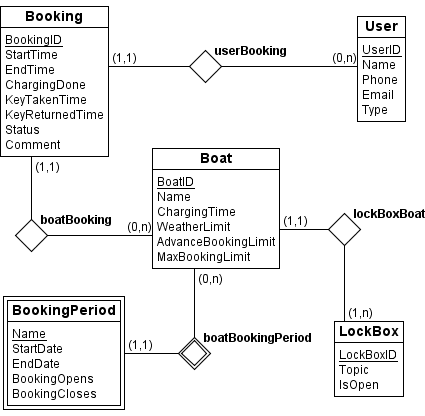 Booking
BookingID
StartTime
EndTime
ChargingDone
KeyTakenTime
KeyReturnedTime
Status
Comment
(1,1)
userBooking
(0,n)
User
UserID
Name
Phone
Email
Type
(1,1)
boatBooking
(0,n)
Boat
BoatID
Name
ChargingTime
WeatherLimit
AdvanceBookingLimit
MaxBookingLimit
(1,1)
lockBoxBoat
(1,n)
LockBox
LockBoxID
Topic
IsOpen
(0,n)
boatBookingPeriod
(1,1)
BookingPeriod
Name
StartDate
EndDate
BookingOpens
BookingCloses